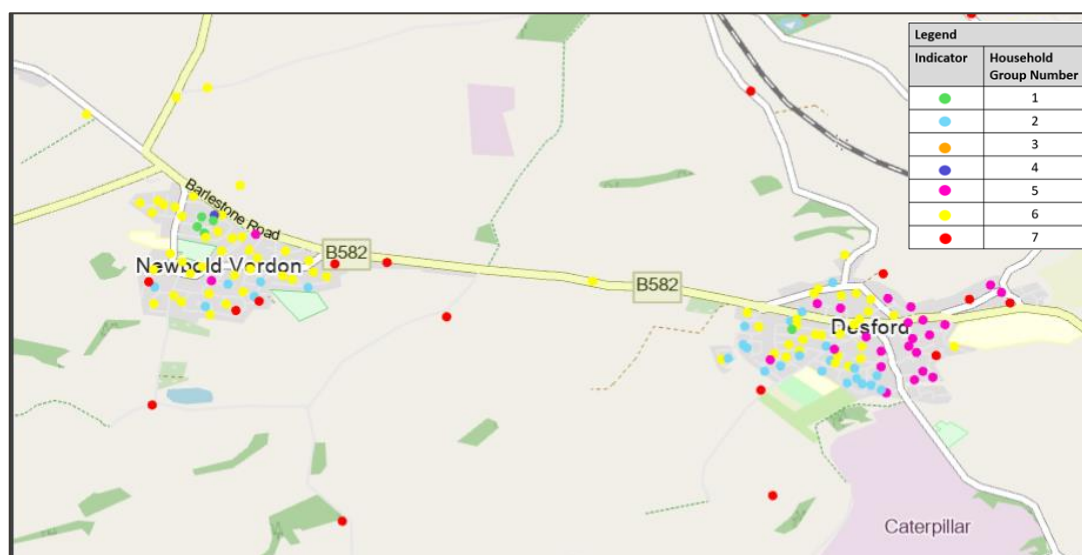 Legend
Indicator Household Group Number
1
2
3
4
5
6
7
Barlestone Road
B582
Newbold Verdon
B582
Desford
Caterpillar